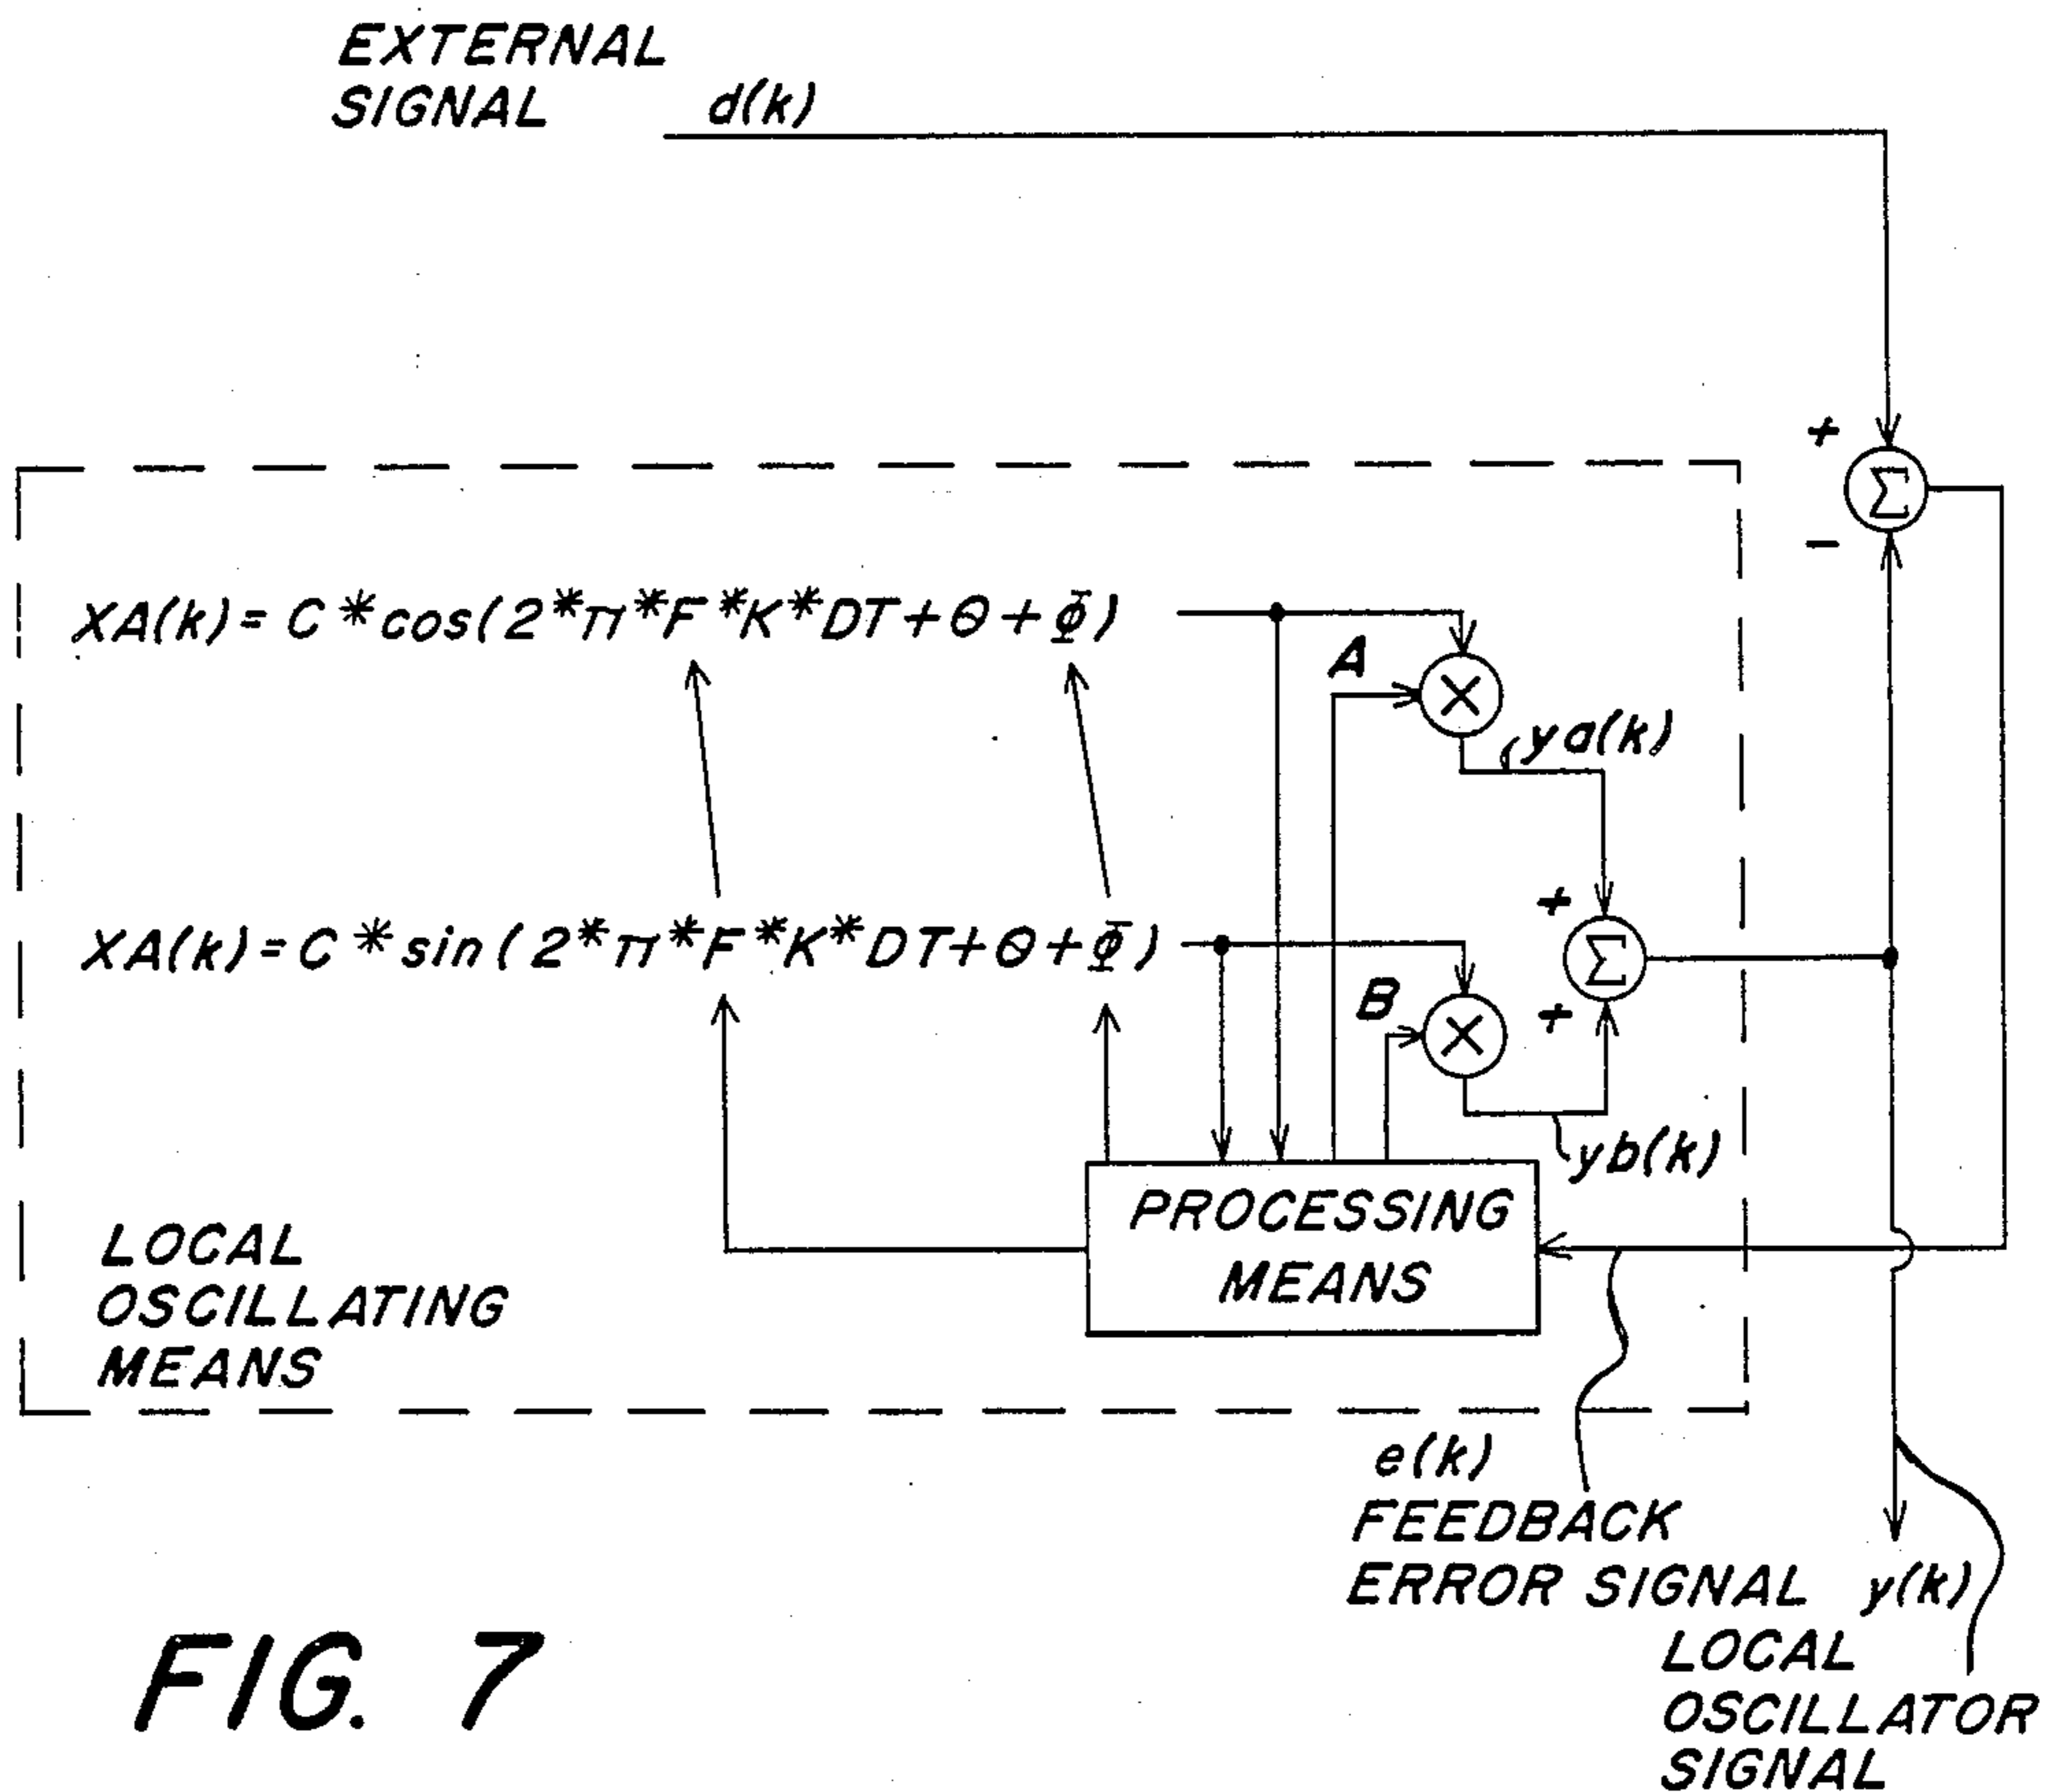 EXTERNAL
SIGNAL
d(k)
+
Σ
-
XA(k)=C*cos(2*π*F*K*DT+Θ+Φ)
A
×
ya(k)
+
XA(k)=C*sin(2*π*F*K*DT+Θ+Φ)
Σ
B
+
×
yb(k)
PROCESSING
MEANS
LOCAL
OSCILLATING
MEANS
e(k)
FEEDBACK
ERROR SIGNAL
y(k)
LOCAL
OSCILLATOR
SIGNAL
FIG. 7